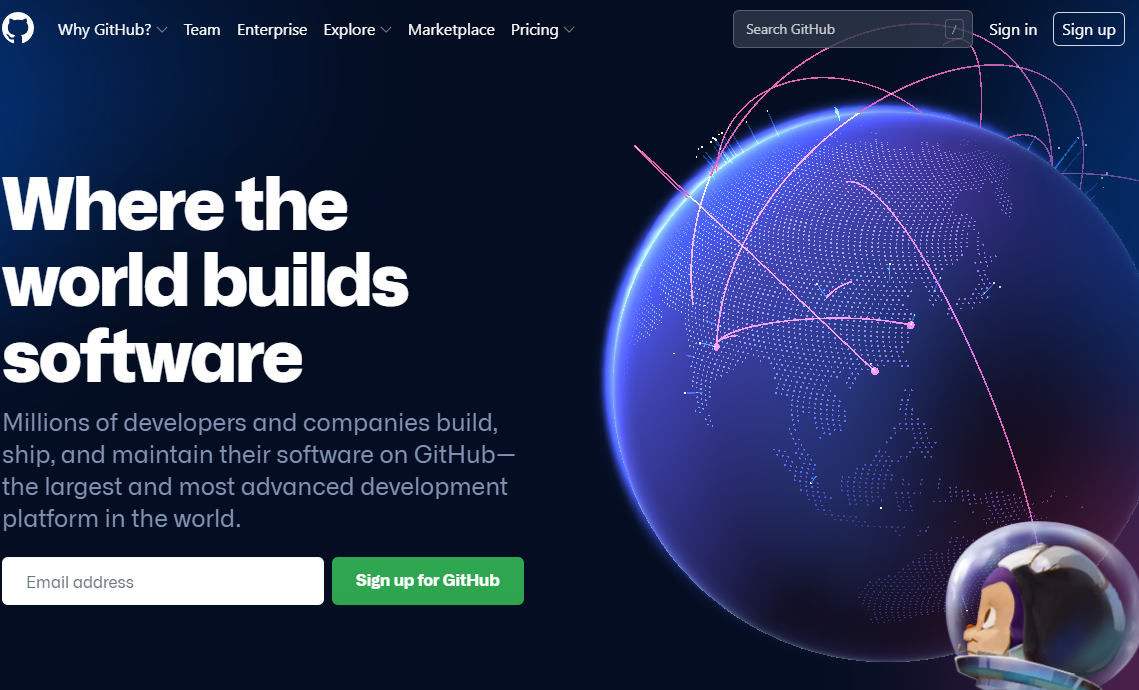 Why GitHub? Team Enterprise Explore Marketplace Pricing Search GitHub / Sign in Sign up
Where the
world builds
software
Millions of developers and companies build,
ship, and maintain their software on GitHub—
the largest and most advanced development
platform in the world.
Email address Sign up for GitHub